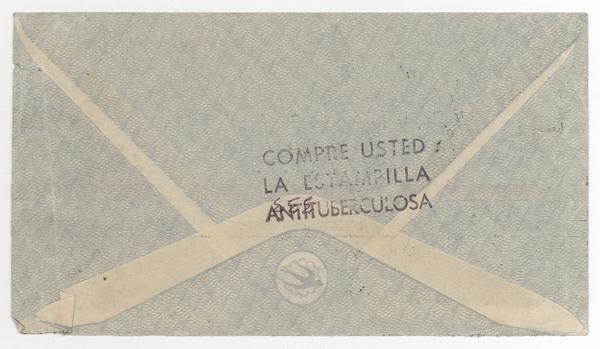 COMPRE USTED
LA ESTAMPILLA
ANTITUBERCULOSA